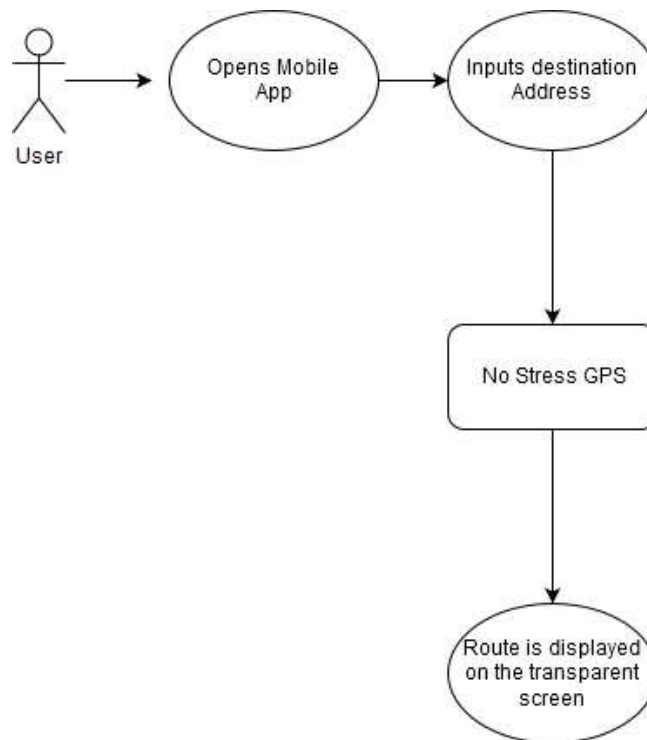 Opens Mobile
App
Inputs destination
Address
User
No Stress GPS
Route is displayed
on the transparent
screen